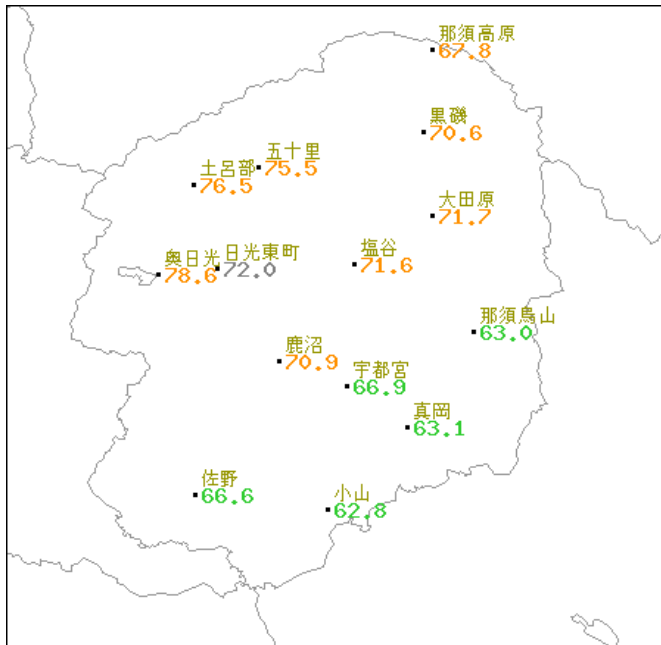 那須高原
67.8
黒磯
70.6
五十里
75.5
土呂部
76.5
大田原
71.7
日光東町
72.0
奥日光
78.6
塩谷
71.6
那須烏山
63.0
鹿沼
70.9
宇都宮
66.9
真岡
63.1
佐野
66.6
小山
62.8